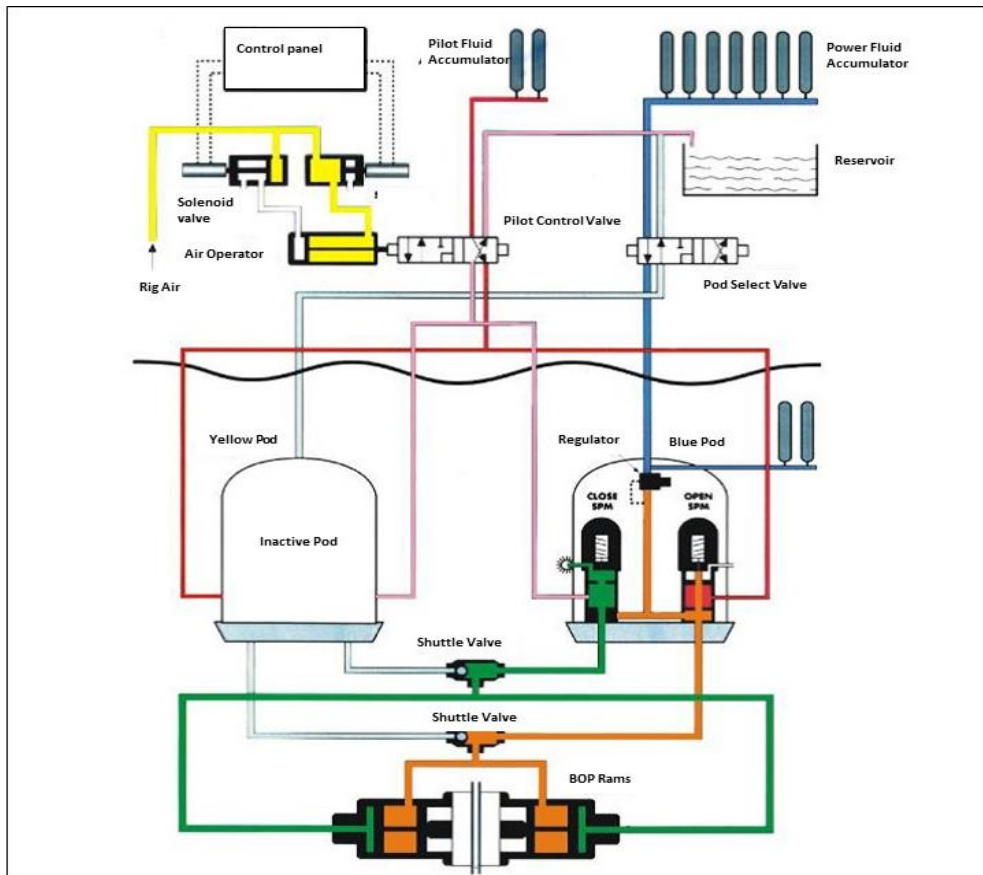 Control panel
Pilot Fluid
Accumulator
Power Fluid
Accumulator
Reservoir
Solenoid
valve
Pilot Control Valve
Air Operator
Rig Air
Pod Select Valve
Yellow Pod
Regulator
Blue Pod
CLOSE
SPM
OPEN
SPM
Inactive Pod
Shuttle Valve
Shuttle Valve
BOP Rams